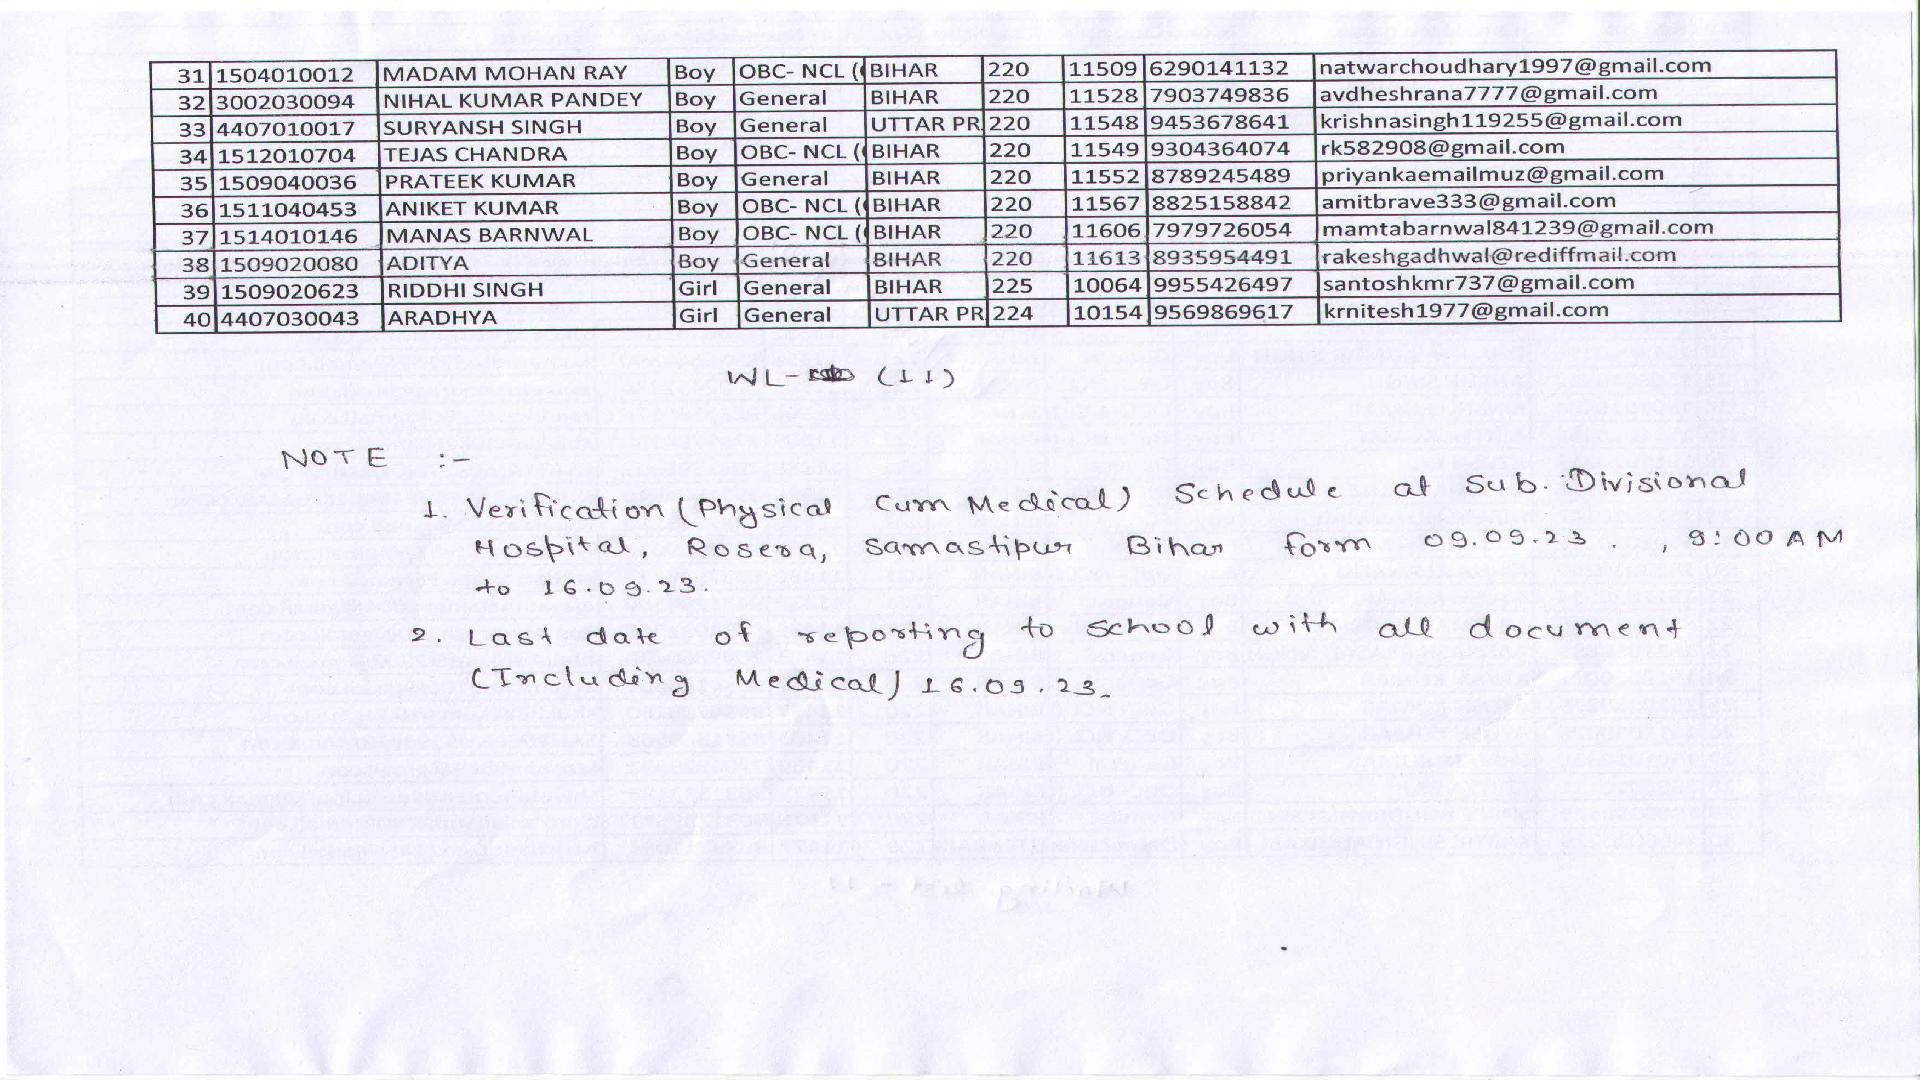 31 1504010012 MADAM MOHAN RAY Boy OBC- NCL ( BIHAR 220 11509 6290141132 natwarchoudhary1997@gmail.com
32 3002030094 NIHAL KUMAR PANDEY Boy General BIHAR 220 11528 7903749836 avdheshrana7777@gmail.com
33 4407010017 SURYANSH SINGH Boy General UTTAR PR 220 11548 9453678641 krishnasingh119255@gmail.com
34 1512010704 TEJAS CHANDRA Boy OBC- NCL ( BIHAR 220 11549 9304364074 rk582908@gmail.com
35 1509040036 PRATEEK KUMAR Boy General BIHAR 220 11552 8789245489 priyankaemailmuz@gmail.com
36 1511040453 ANIKET KUMAR Boy OBC- NCL ( BIHAR 220 11567 8825158842 amitbrave333@gmail.com
37 1514010146 MANAS BARNWAL Boy OBC- NCL ( BIHAR 220 11606 7979726054 mamtabarnwal841239@gmail.com
38 1509020080 ADITYA Boy General BIHAR 220 11613 8935954491 rakeshgadhwal@rediffmail.com
39 1509020623 RIDDHI SINGH Girl General BIHAR 225 10064 9955426497 santoshkmr737@gmail.com
40 4407030043 ARADHYA Girl General UTTAR PR 224 10154 9569869617 krnitesh1977@gmail.com
WL- (11)
NOTE :-
1. Verification (Physical Cum Medical) Schedule at Sub. Divisional
Hospital, Rosera, Samastipur Bihar form 09.09.23 . , 9:00 AM
to 16.09.23.
2. Last date of reporting to school with all document
(Including Medical) 16.09.23.